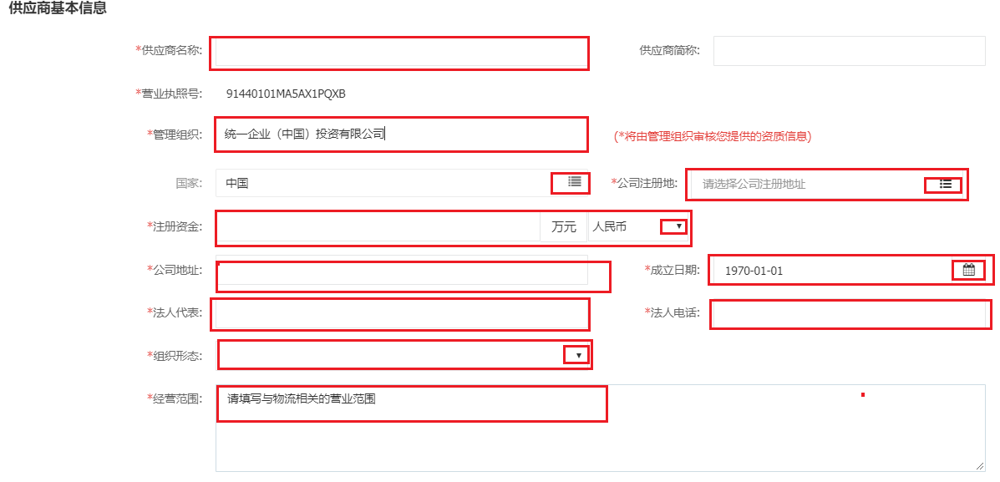 供应商基本信息
*供应商名称: 供应商简称:
*营业执照号: 91440101MA5AX1PQXB
*管理组织: 统一企业（中国）投资有限公司 (*将由管理组织审核您提供的资质信息)
国家: 中国 *公司注册地: 请选择公司注册地址
*注册资金: 万元 人民币
*公司地址: *成立日期: 1970-01-01
*法人代表: *法人电话:
*组织形态:
*经营范围: 请填写与物流相关的营业范围